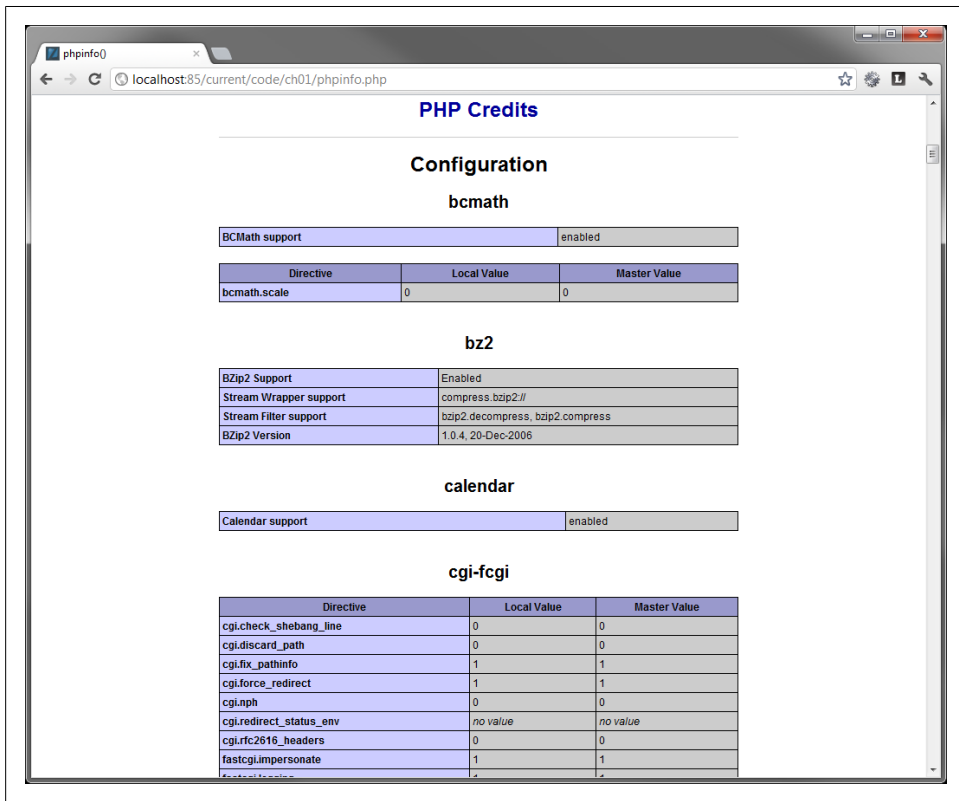 phpinfo()
localhost:85/current/code/ch01/phpinfo.php
PHP Credits
Configuration
bcmath
BCMath support enabled
Directive Local Value Master Value
bcmath.scale 0 0
bz2
BZip2 Support Enabled
Stream Wrapper support compress.bzip2://
Stream Filter support bzip2.decompress, bzip2.compress
BZip2 Version 1.0.4, 20-Dec-2006
calendar
Calendar support enabled
cgi-fcgi
Directive Local Value Master Value
cgi.check_shebang_line 0 0
cgi.discard_path 0 0
cgi.fix_pathinfo 1 1
cgi.force_redirect 1 1
cgi.nph 0 0
cgi.redirect_status_env no value no value
cgi.rfc2616_headers 0 0
fastcgi.impersonate 1 1